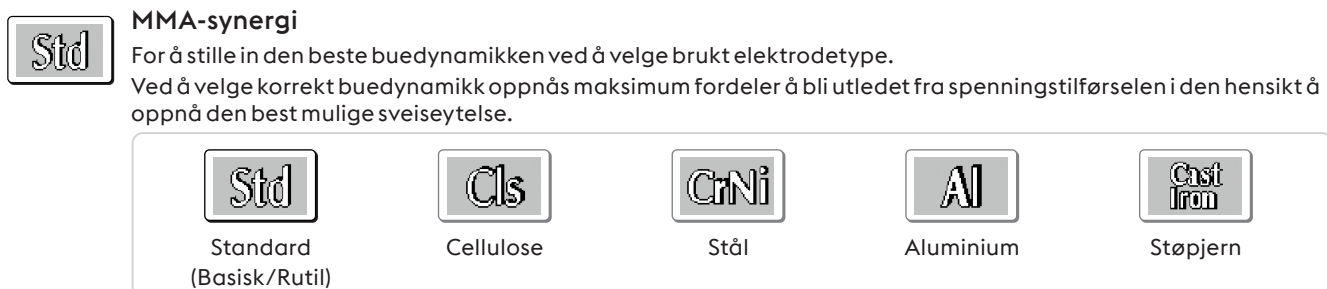 Std
MMA-synergi
For å stille in den beste buedynamikken ved å velge brukt elektrodetype.
Ved å velge korrekt buedynamikk oppnås maksimum fordeler å bli utledet fra spenningstilførselen i den hensikt å
oppnå den best mulige sveiseytelse.
Std
Cls
CrNi
Al
Cast
Iron
Standard
(Basisk/Rutil)
Cellulose
Stål
Aluminium
Støpjern